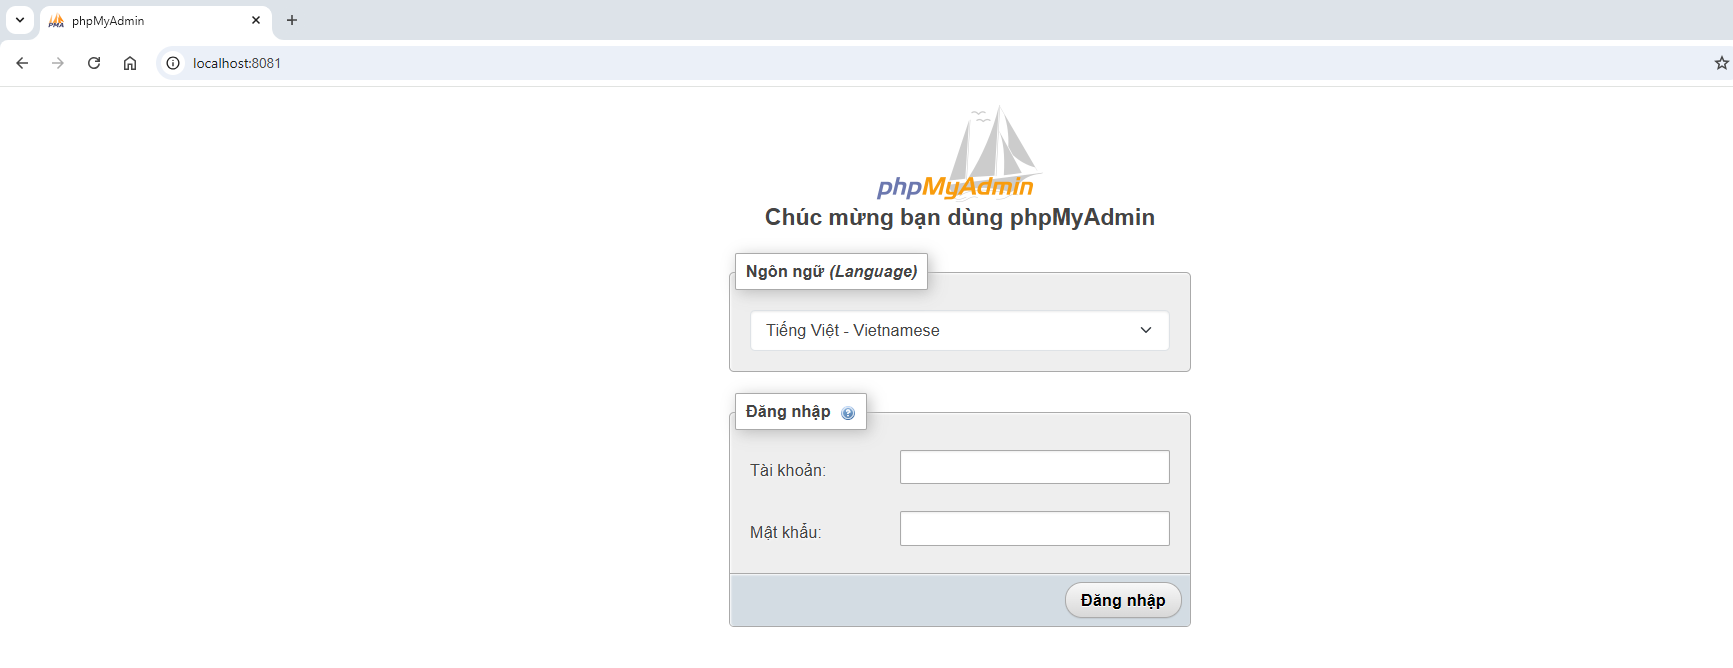 phpMyAdmin
localhost:8081
phpMyAdmin
Chúc mừng bạn dùng phpMyAdmin
Ngôn ngữ (Language)
Tiếng Việt - Vietnamese
Đăng nhập
Tài khoản:
Mật khẩu:
Đăng nhập